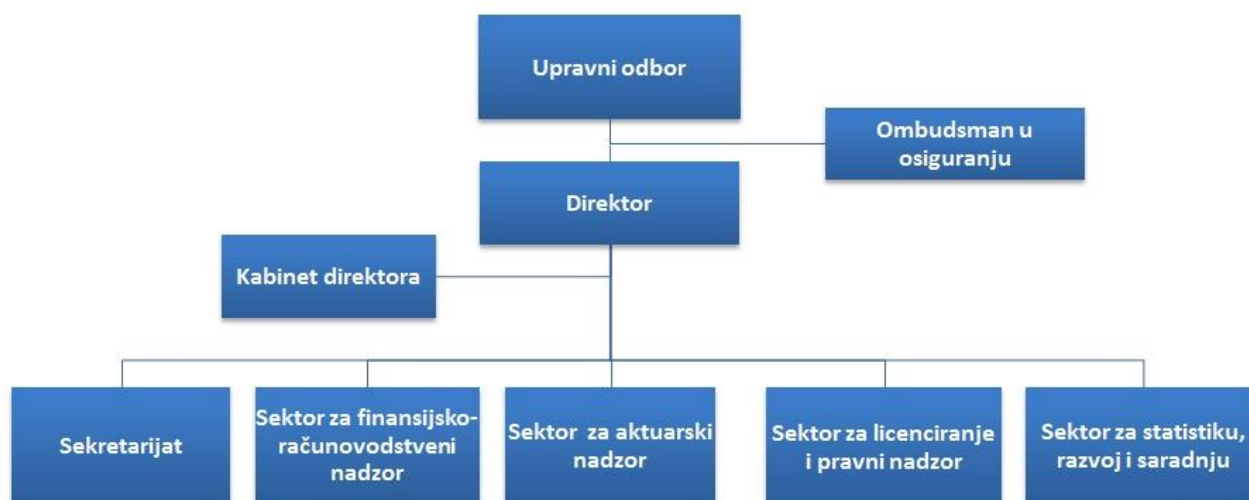 Upravni odbor
Ombudsman u
osiguranju
Direktor
Kabinet direktora
Sekretarijat
Sektor za finansijsko-
računovodstveni
nadzor
Sektor za aktuarski
nadzor
Sektor za licenciranje
i pravni nadzor
Sektor za statistiku,
razvoj i saradnju